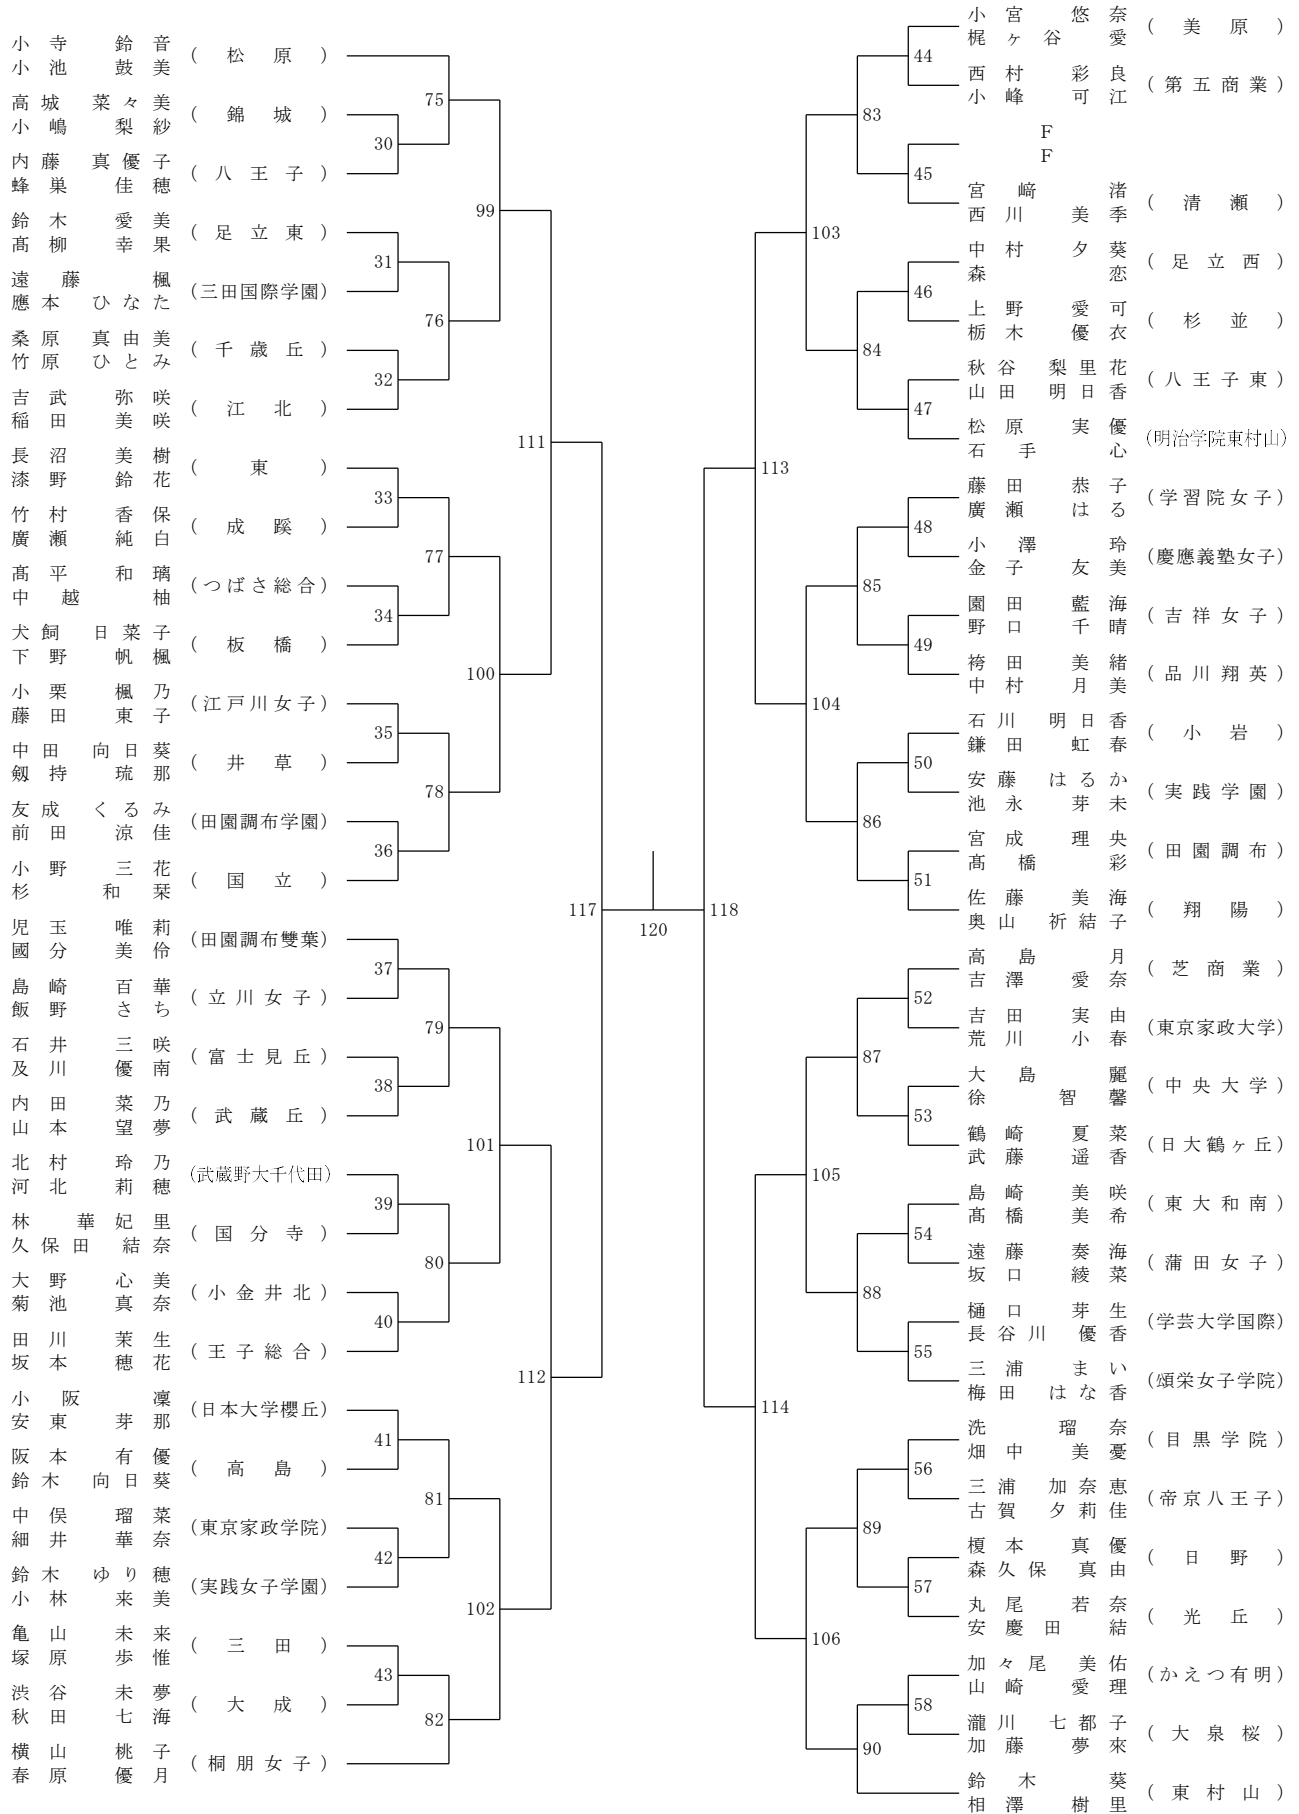 小寺 鈴音
小池 鼓美
(松原)
高城 菜々美
小嶋 梨紗
(錦城)
内藤 真優子
蜂巣 佳穂
(八王子)
鈴木 愛美
髙柳 幸果
(足立東)
遠藤 楓
應本 ひなた
(三田国際学園)
桑原 真由美
竹原 ひとみ
(千歳丘)
吉武 弥咲
稲田 美咲
(江北)
長沼 美樹
漆野 鈴花
(東)
竹村 香保
廣瀬 純白
(成蹊)
髙平 和璃
中越 柚
(つばさ総合)
犬飼 日菜子
下野 帆楓
(板橋)
小栗 楓乃
藤田 東子
(江戸川女子)
中田 向日葵
剱持 琉那
(井草)
友成 くるみ
前田 涼佳
(田園調布学園)
小野 三花
杉 和栞
(国立)
児玉 唯莉
國分 美伶
(田園調布雙葉)
島崎 百華
飯野 さち
(立川女子)
石井 三咲
及川 優南
(富士見丘)
内田 菜乃
山本 望夢
(武蔵丘)
北村 玲乃
河北 莉穂
(武蔵野大千代田)
林 華妃里
久保田 結奈
(国分寺)
大野 心美
菊池 真奈
(小金井北)
田川 茉生
坂本 穂花
(王子総合)
小阪 凜
安東 芽那
(日本大学櫻丘)
阪本 有優
鈴木 向日葵
(高島)
中俣 瑠菜
細井 華奈
(東京家政学院)
鈴木 ゆり穂
小林 来美
(実践女子学園)
亀山 未来
塚原 歩惟
(三田)
渋谷 未夢
秋田 七海
(大成)
横山 桃子
春原 優月
(桐朋女子)
30
31
32
33
34
35
36
37
38
39
40
41
42
43
75
76
77
78
79
80
81
82
99
100
101
102
111
112
117
120
118
113
114
103
104
105
106
83
84
85
86
87
88
89
90
44
45
46
47
48
49
50
51
52
53
54
55
56
57
58
小宮 悠奈
梶ヶ谷 愛
(美原)
西村 彩良
小峰 可江
(第五商業)
F
F
宮﨑 渚
西川 美季
(清瀬)
中村 夕葵
森 恋
(足立西)
上野 愛可
栃木 優衣
(杉並)
秋谷 梨里花
山田 明日香
(八王子東)
松原 実優
石手 心
(明治学院東村山)
藤田 恭子
廣瀬 はる
(学習院女子)
小澤 玲
金子 友美
(慶應義塾女子)
園田 藍海
野口 千晴
(吉祥女子)
袴田 美緒
中村 月美
(品川翔英)
石川 明日香
鎌田 虹春
(小岩)
安藤 はるか
池永 芽未
(実践学園)
宮成 理央
髙橋 彩
(田園調布)
佐藤 美海
奥山 祈結子
(翔陽)
高島 月
吉澤 愛奈
(芝商業)
吉田 実由
荒川 小春
(東京家政大学)
大島 麗
徐 智馨
(中央大学)
鶴崎 夏菜
武藤 遥香
(日大鶴ヶ丘)
島崎 美咲
髙橋 美希
(東大和南)
遠藤 奏海
坂口 綾菜
(蒲田女子)
樋口 芽生
長谷川 優香
(学芸大学国際)
三浦 まい
梅田 はな香
(頌栄女子学院)
洗 瑠奈
畑中 美憂
(目黒学院)
三浦 加奈恵
古賀 夕莉佳
(帝京八王子)
榎本 真優
森久保 真由
(日野)
丸尾 若奈
安慶田 結
(光丘)
加々尾 美佑
山崎 愛理
(かえつ有明)
瀧川 七都子
加藤 夢來
(大泉桜)
鈴木 葵
相澤 樹里
(東村山)